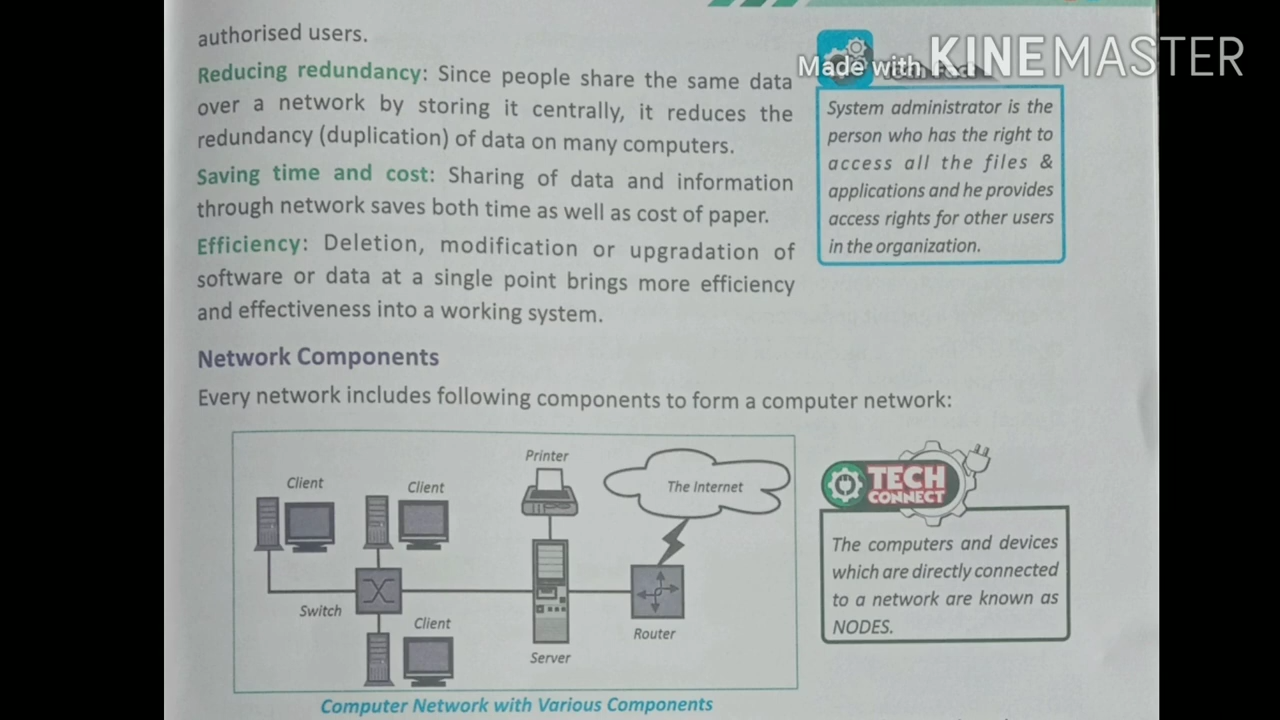 authorised users.
Reducing redundancy: Since people share the same data
over a network by storing it centrally, it reduces the
redundancy (duplication) of data on many computers.
Saving time and cost: Sharing of data and information
through network saves both time as well as cost of paper.
Efficiency: Deletion, modification or upgradation of
software or data at a single point brings more efficiency
and effectiveness into a working system.
Made with KINEMASTER
System administrator is the
person who has the right to
access all the files &
applications and he provides
access rights for other users
in the organization.
Network Components
Every network includes following components to form a computer network:
Printer
Client
Client
The Internet
Switch
Client
Router
Server
Computer Network with Various Components
TECH
CONNECT
The computers and devices
which are directly connected
to a network are known as
NODES.